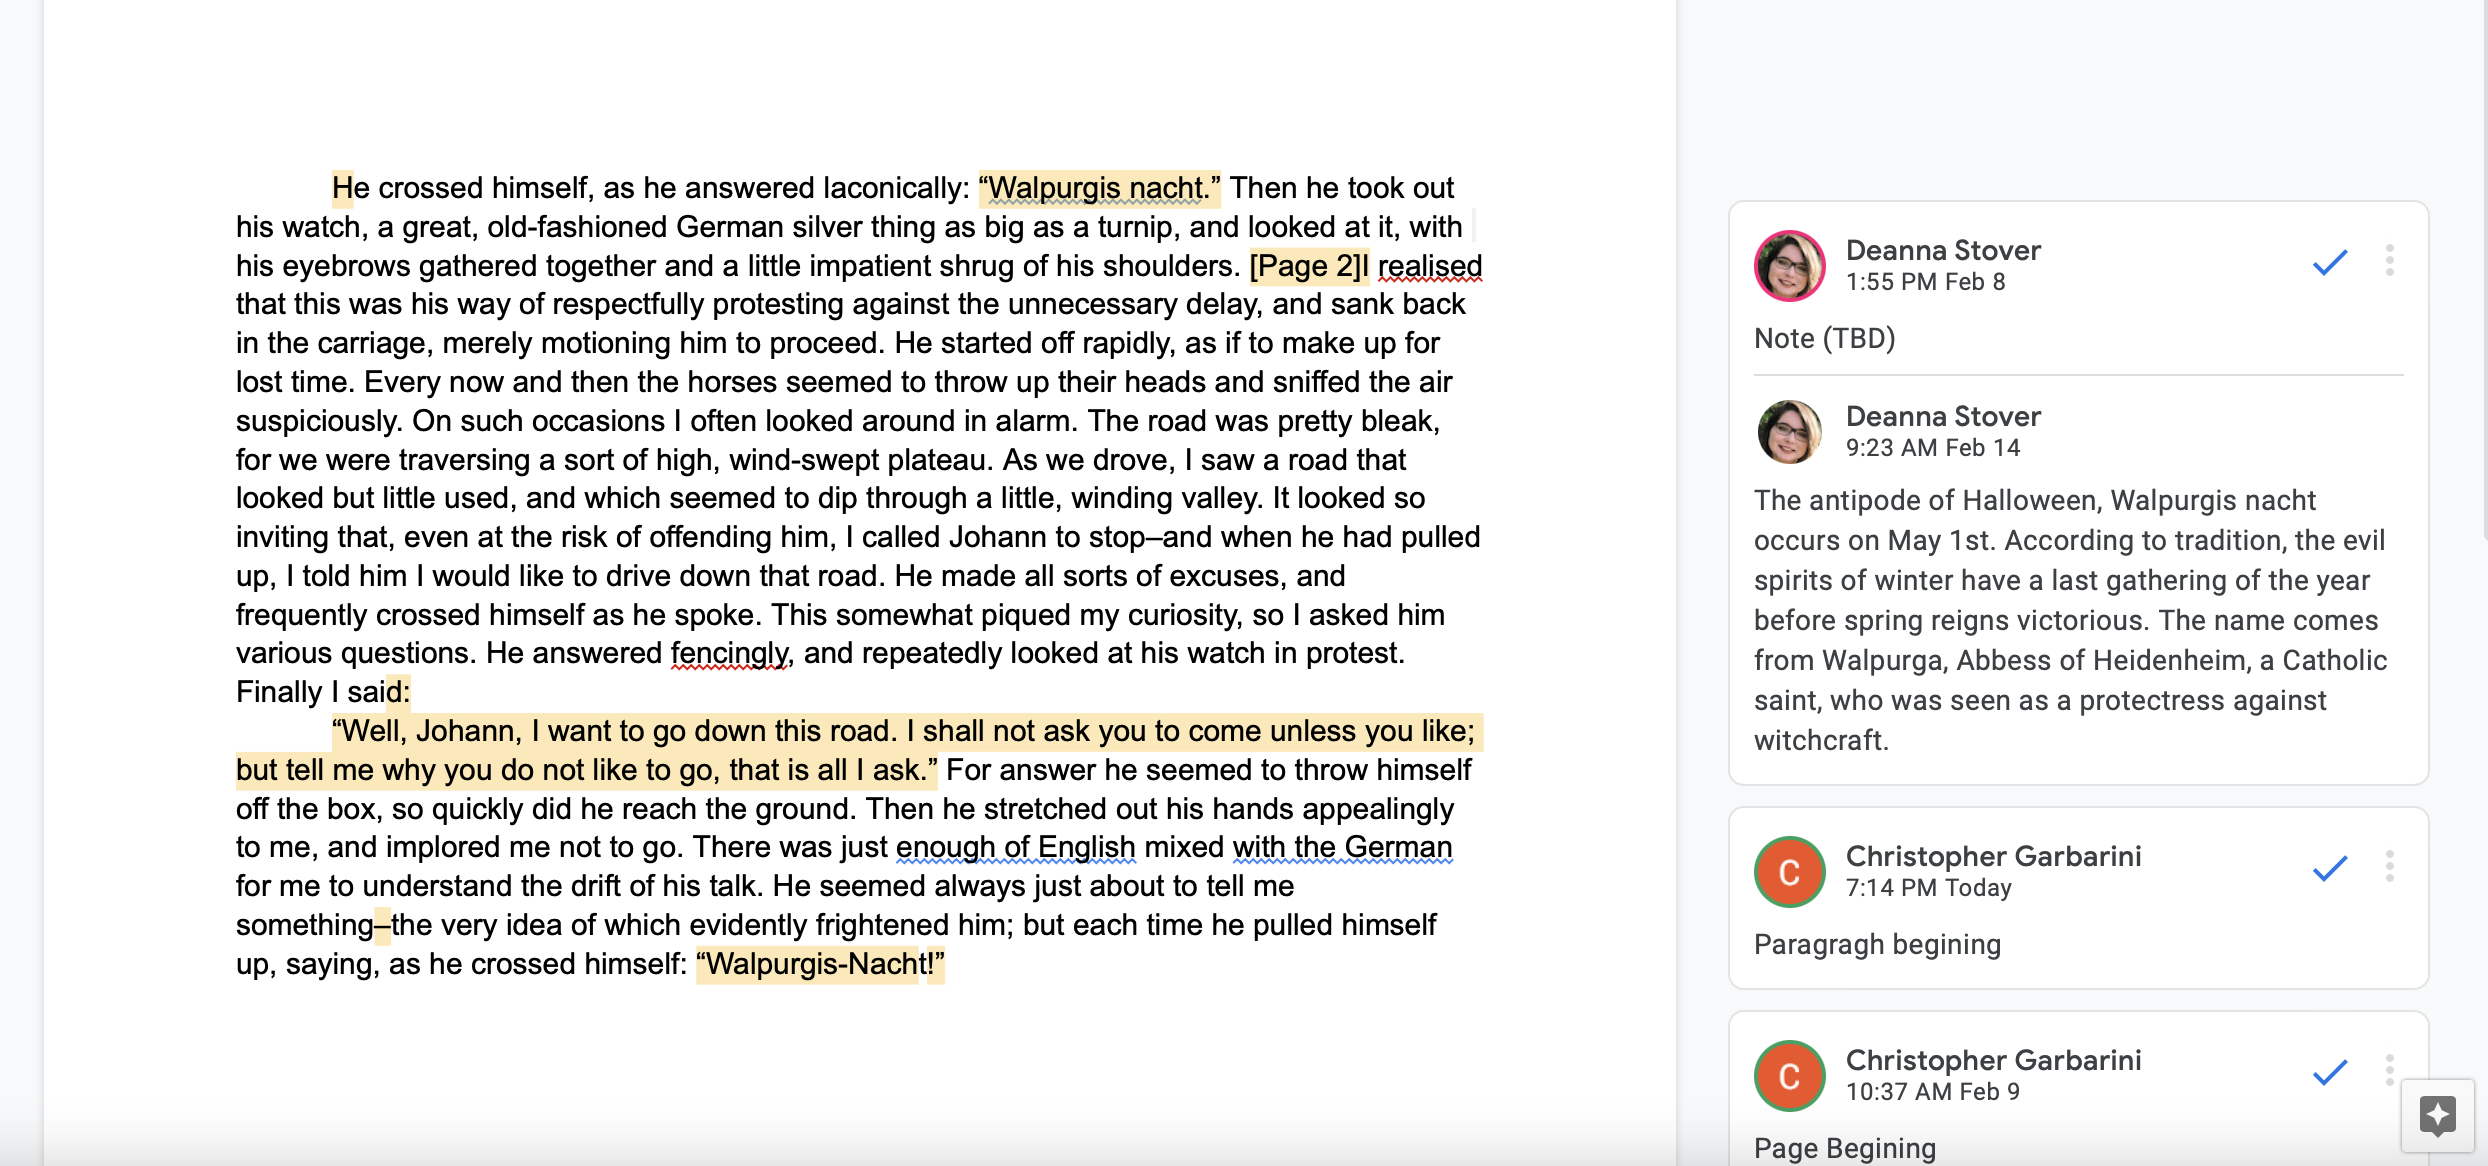 He crossed himself, as he answered laconically: “Walpurgis nacht.” Then he took out
his watch, a great, old-fashioned German silver thing as big as a turnip, and looked at it, with
his eyebrows gathered together and a little impatient shrug of his shoulders. [Page 2]I realised
that this was his way of respectfully protesting against the unnecessary delay, and sank back
in the carriage, merely motioning him to proceed. He started off rapidly, as if to make up for
lost time. Every now and then the horses seemed to throw up their heads and sniffed the air
suspiciously. On such occasions I often looked around in alarm. The road was pretty bleak,
for we were traversing a sort of high, wind-swept plateau. As we drove, I saw a road that
looked but little used, and which seemed to dip through a little, winding valley. It looked so
inviting that, even at the risk of offending him, I called Johann to stop–and when he had pulled
up, I told him I would like to drive down that road. He made all sorts of excuses, and
frequently crossed himself as he spoke. This somewhat piqued my curiosity, so I asked him
various questions. He answered fencingly, and repeatedly looked at his watch in protest.
Finally I said:
“Well, Johann, I want to go down this road. I shall not ask you to come unless you like;
but tell me why you do not like to go, that is all I ask.” For answer he seemed to throw himself
off the box, so quickly did he reach the ground. Then he stretched out his hands appealingly
to me, and implored me not to go. There was just enough of English mixed with the German
for me to understand the drift of his talk. He seemed always just about to tell me
something–the very idea of which evidently frightened him; but each time he pulled himself
up, saying, as he crossed himself: “Walpurgis-Nacht!”
Deanna Stover
1:55 PM Feb 8
Note (TBD)
Deanna Stover
9:23 AM Feb 14
The antipode of Halloween, Walpurgis nacht
occurs on May 1st. According to tradition, the evil
spirits of winter have a last gathering of the year
before spring reigns victorious. The name comes
from Walpurga, Abbess of Heidenheim, a Catholic
saint, who was seen as a protectress against
witchcraft.
C
Christopher Garbarini
7:14 PM Today
Paragragh begining
C
Christopher Garbarini
10:37 AM Feb 9
Page Begining